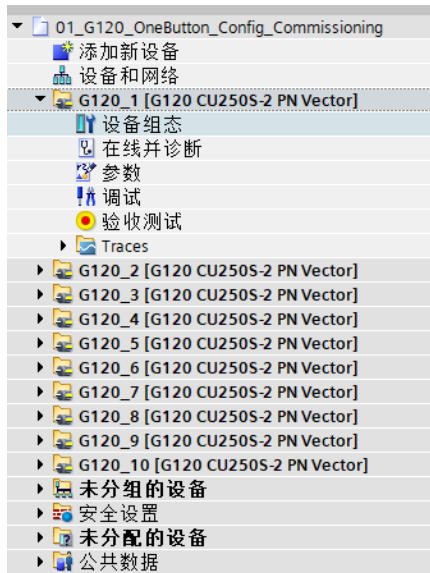 01_G120_OneButton_Config_Commissioning
添加新设备
设备和网络
G120_1 [G120 CU250S-2 PN Vector]
设备组态
在线并诊断
参数
调试
验收测试
Traces
G120_2 [G120 CU250S-2 PN Vector]
G120_3 [G120 CU250S-2 PN Vector]
G120_4 [G120 CU250S-2 PN Vector]
G120_5 [G120 CU250S-2 PN Vector]
G120_6 [G120 CU250S-2 PN Vector]
G120_7 [G120 CU250S-2 PN Vector]
G120_8 [G120 CU250S-2 PN Vector]
G120_9 [G120 CU250S-2 PN Vector]
G120_10 [G120 CU250S-2 PN Vector]
未分组的设备
安全设置
未分配的设备
公共数据